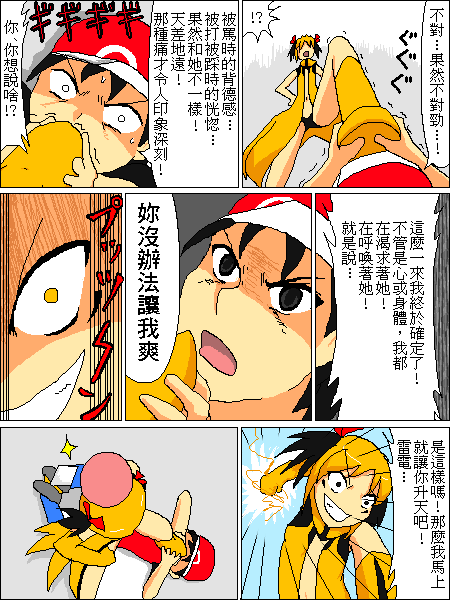 不對…果然不對勁…！
ぐぐぐ
!?
被罵時的背德感…
被打被踩時的恍惚…
果然和她不一樣！
天差地遠！
那種痛才令人印象深刻！
ギギギギ
你、你想說啥!?
這麼一來我終於確定了！
不管是心或身體，我都
在渴求著她！
在呼喚著她！
就是說…
妳沒辦法讓我爽
プッツ〜ン
是這樣嗎！那麼我馬上
就讓你升天吧！
雷電…